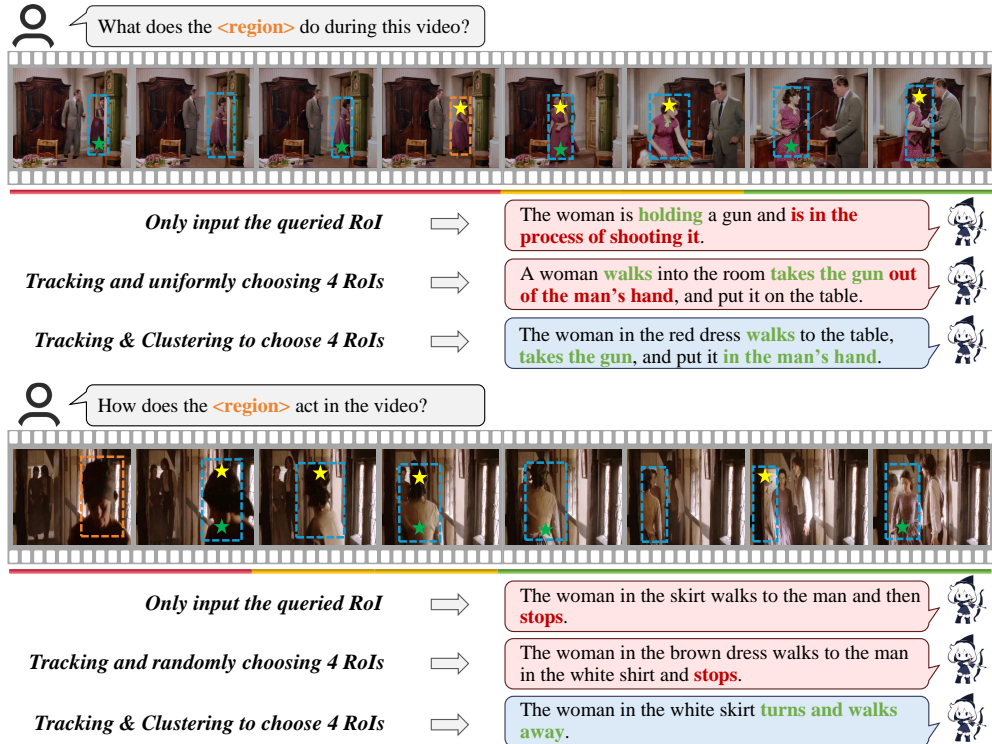 What does the <region> do during this video?
Only input the queried RoI
The woman is holding a gun and is in the
process of shooting it.
Tracking and uniformly choosing 4 RoIs
A woman walks into the room takes the gun out
of the man's hand, and put it on the table.
Tracking & Clustering to choose 4 RoIs
The woman in the red dress walks to the table,
takes the gun, and put it in the man's hand.
How does the <region> act in the video?
Only input the queried RoI
The woman in the skirt walks to the man and then
stops.
Tracking and randomly choosing 4 RoIs
The woman in the brown dress walks to the man
in the white shirt and stops.
Tracking & Clustering to choose 4 RoIs
The woman in the white skirt turns and walks
away.